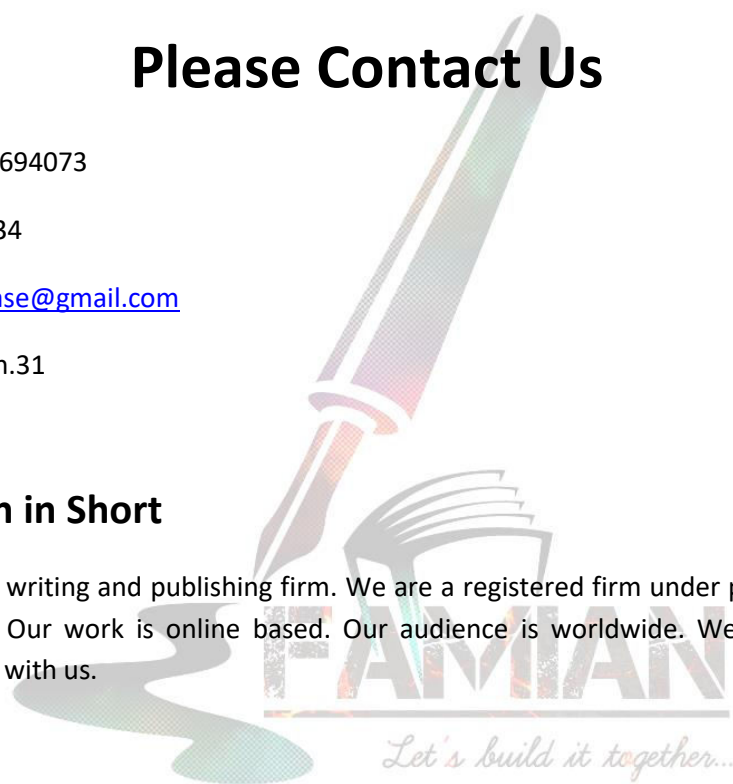 Please Contact Us
694073
34
nse@gmail.com
n.31
n in Short
writing and publishing firm. We are a registered firm under p
Our work is online based. Our audience is worldwide. We
with us.
FAMIAN
Let's build it together...